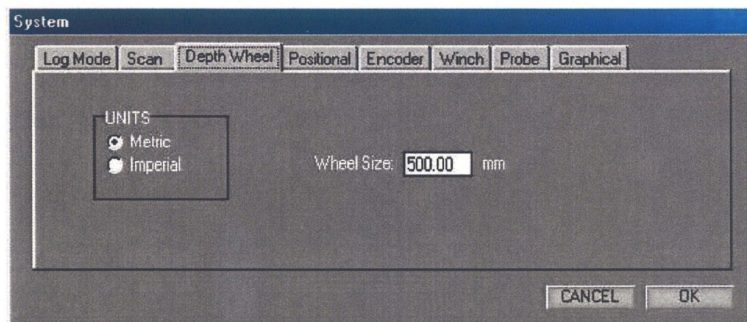 System
Log Mode Scan Depth Wheel Positional Encoder Winch Probe Graphical
UNITS
Metric
Imperial
Wheel Size: 500.00 mm
CANCEL OK